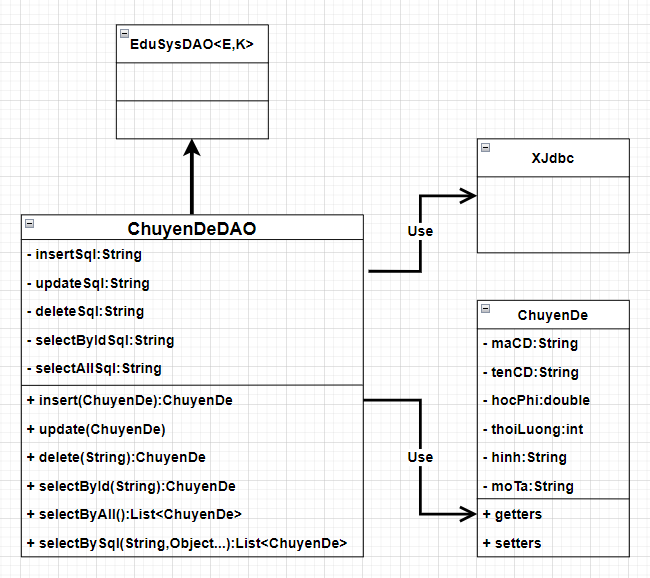 EduSysDAO<E,K>
XJdbc
ChuyenDeDAO
- insertSql:String
- updateSql:String
- deleteSql:String
- selectByIdSql:String
- selectAllSql:String
+ insert(ChuyenDe):ChuyenDe
+ update(ChuyenDe)
+ delete(String):ChuyenDe
+ selectById(String):ChuyenDe
+ selectByAll():List<ChuyenDe>
+ selectBySql(String,Object...):List<ChuyenDe>
Use
Use
ChuyenDe
- maCD:String
- tenCD:String
- hocPhi:double
- thoiLuong:int
- hinh:String
- moTa:String
+ getters
+ setters